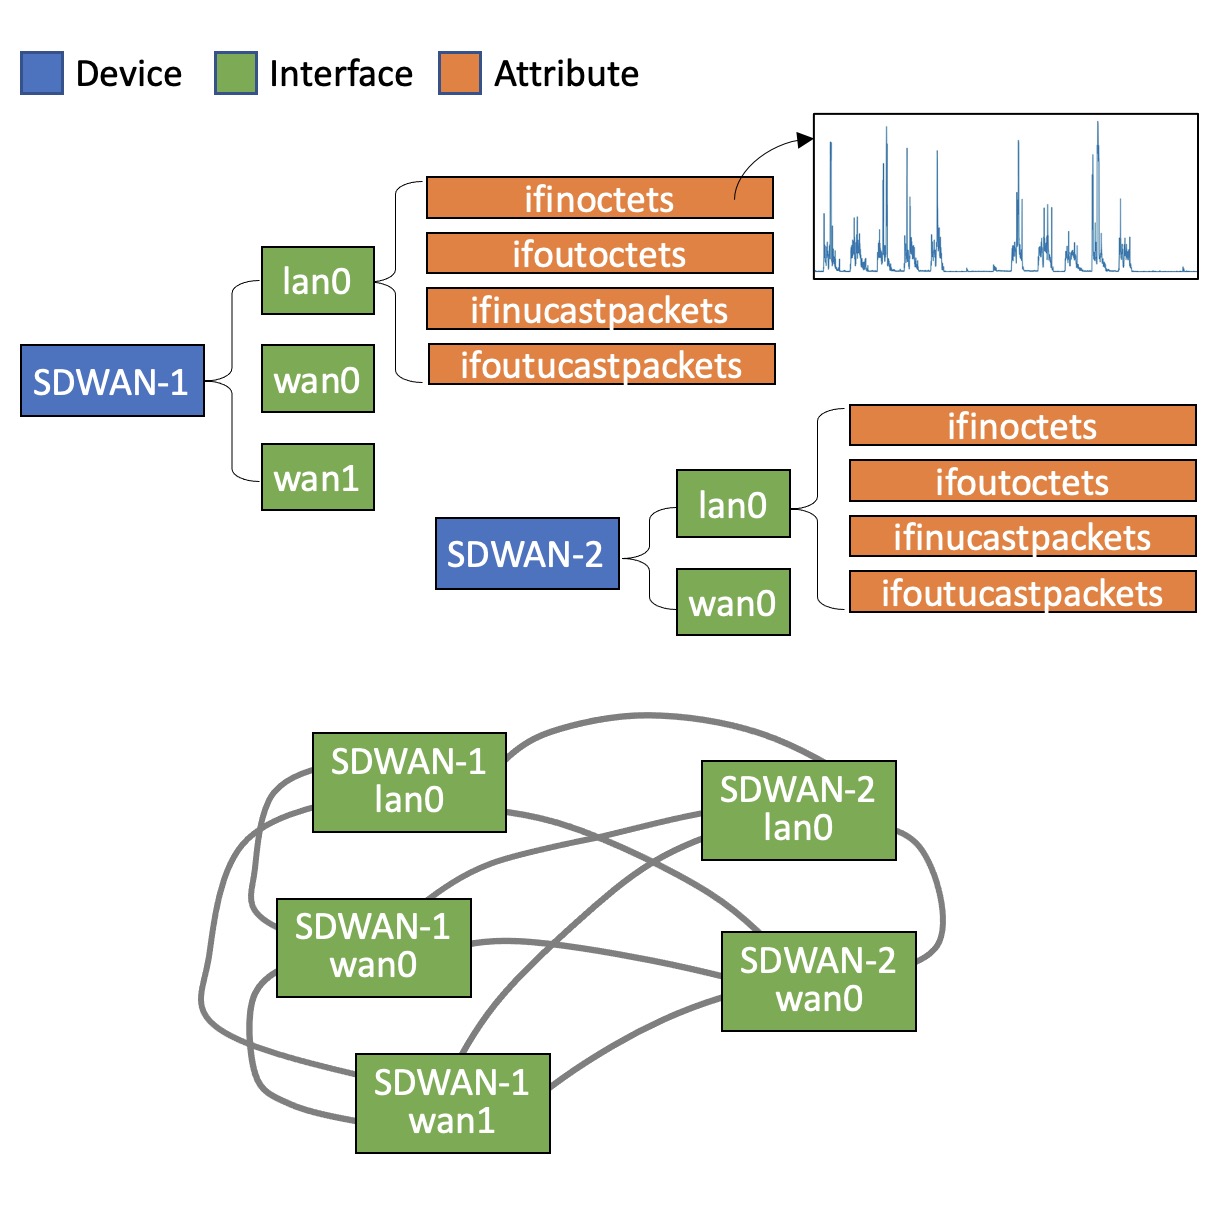 Device
Interface
Attribute
ifinoctets
ifoutoctets
ifinucastpackets
ifoutucastpackets
lan0
wan0
wan1
SDWAN-1
ifinoctets
ifoutoctets
ifinucastpackets
ifoutucastpackets
lan0
wan0
SDWAN-2
SDWAN-1
lan0
SDWAN-2
lan0
SDWAN-1
wan0
SDWAN-2
wan0
SDWAN-1
wan1